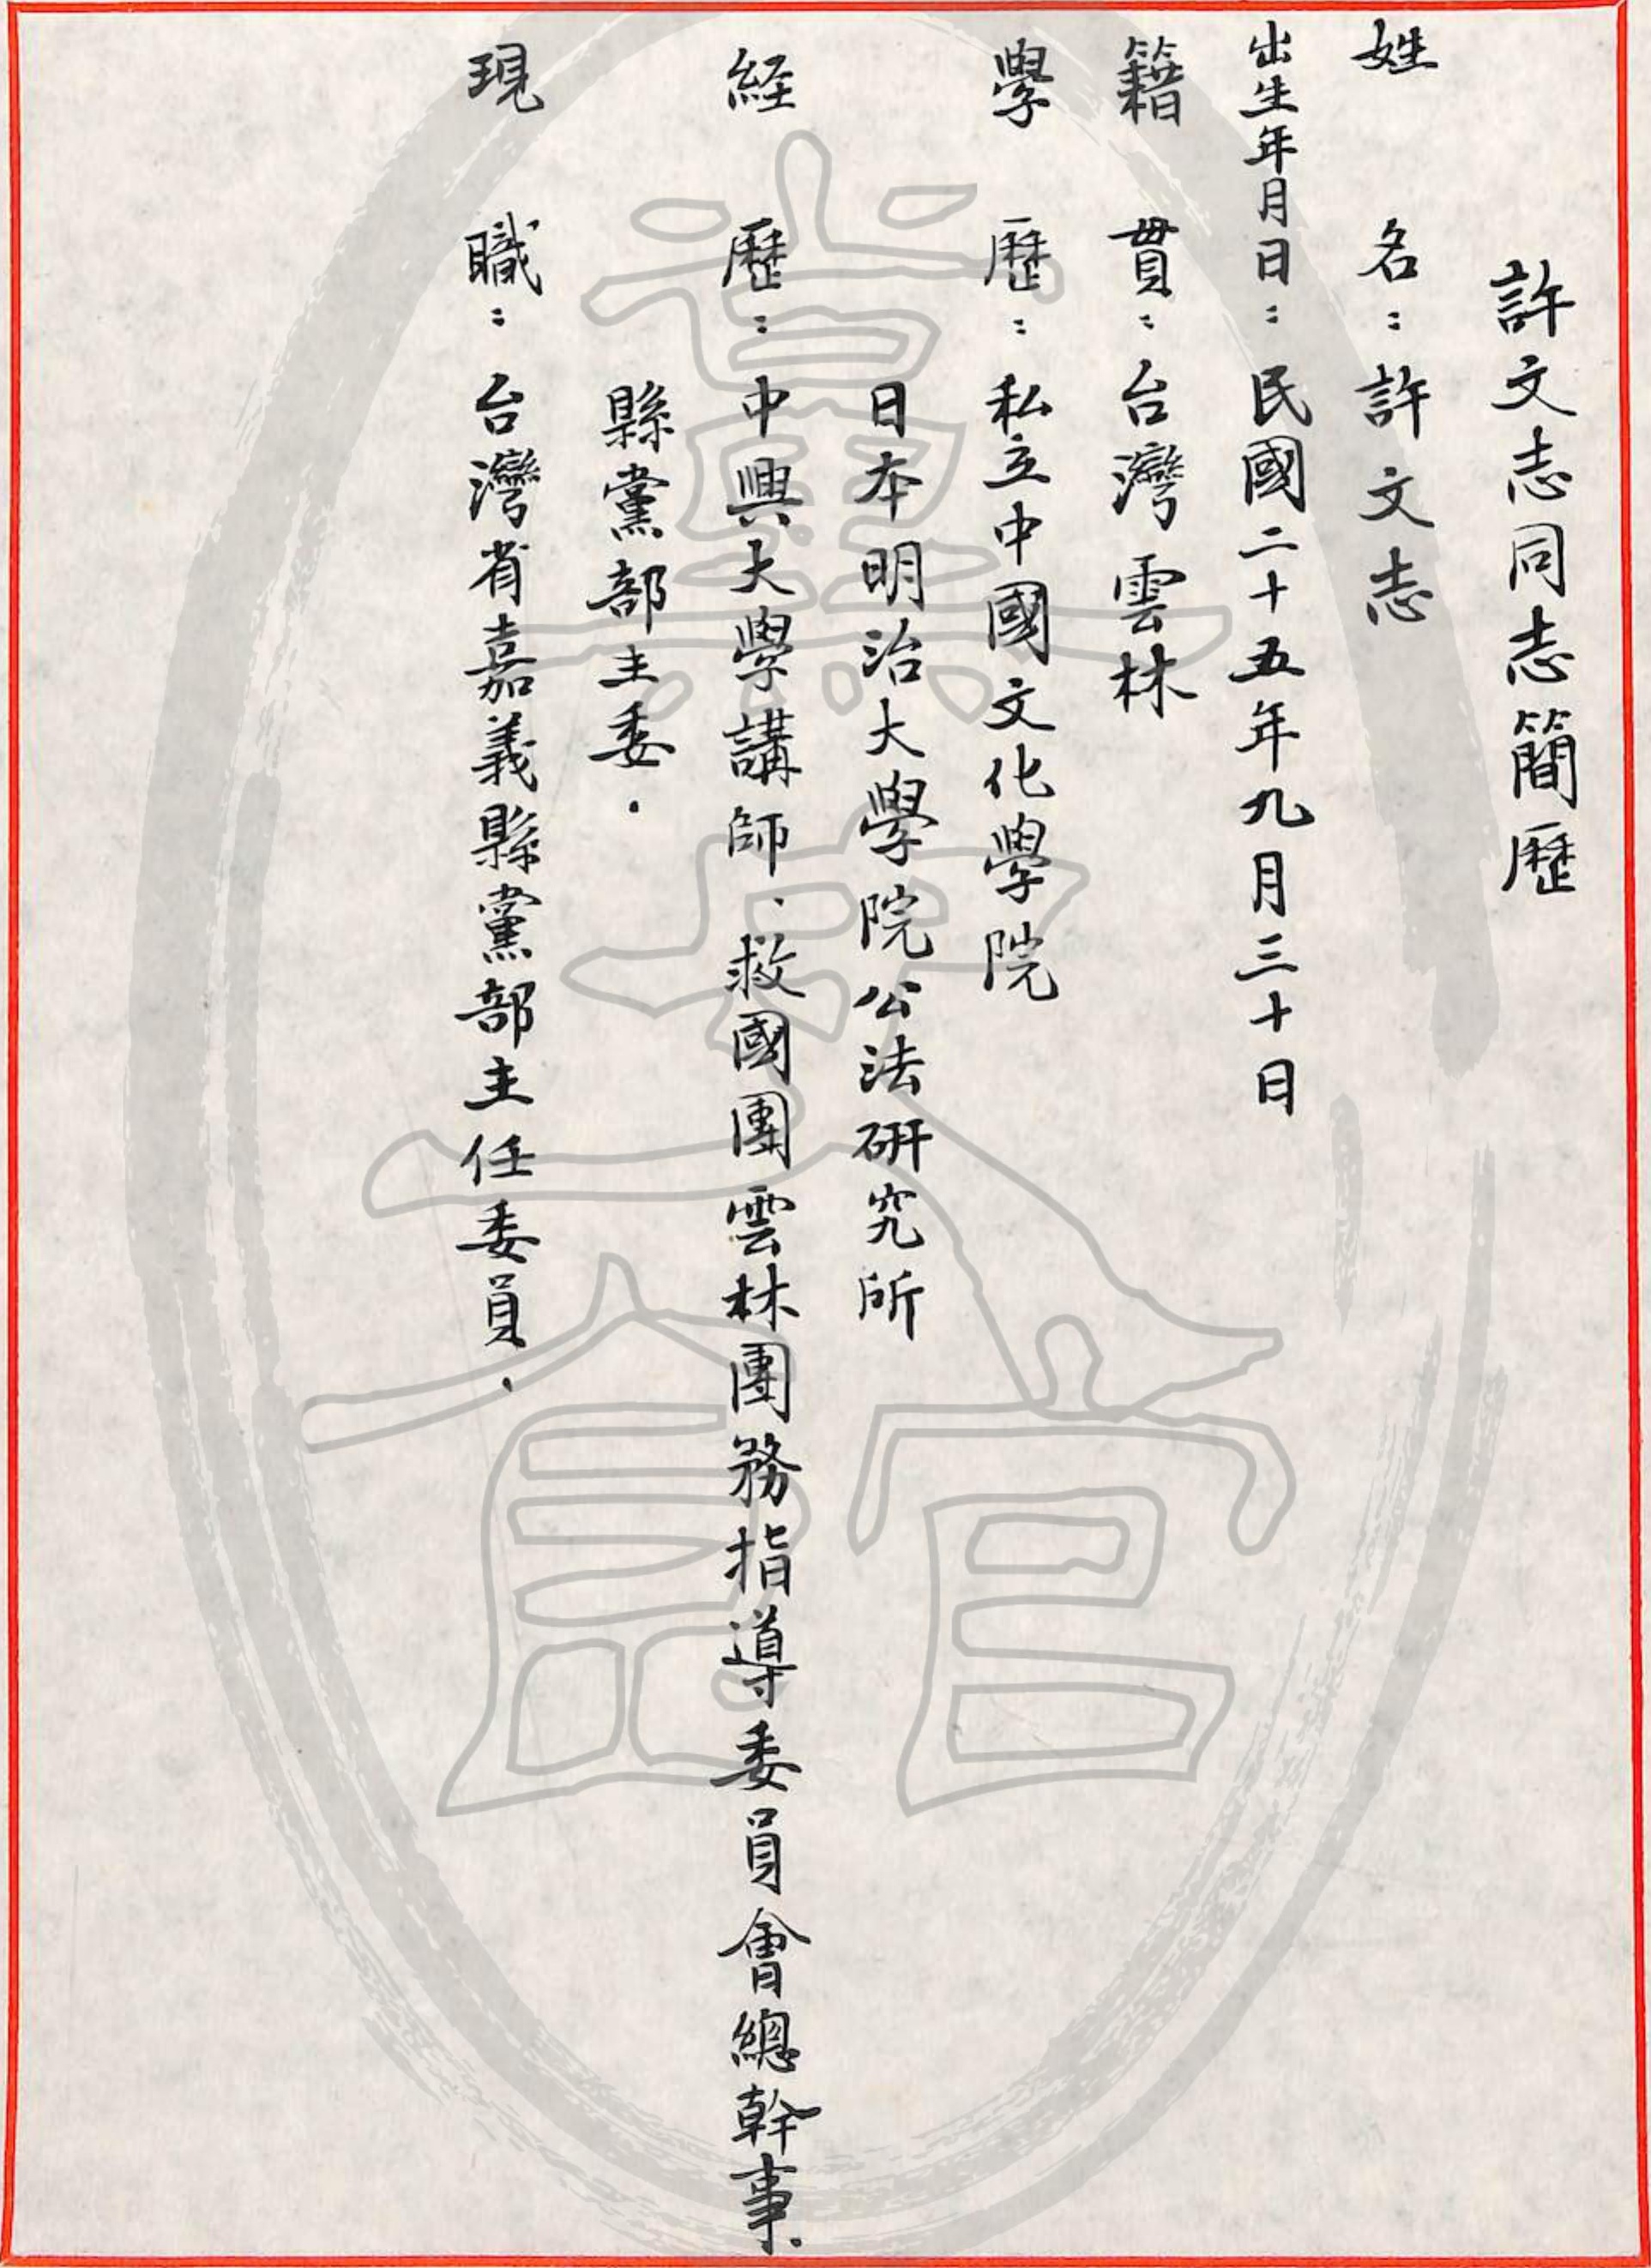 許文志同志簡歷
姓名：許文志
出生年月日：民國二十五年九月三十日
籍貫：台灣雲林
學歷：私立中國文化學院
日本明治大學院公法研究所
経歷：中興大學講師、救國團雲林團務指導委員會總幹事.
縣黨部主委.
現職：台灣省嘉義縣黨部主任委員.